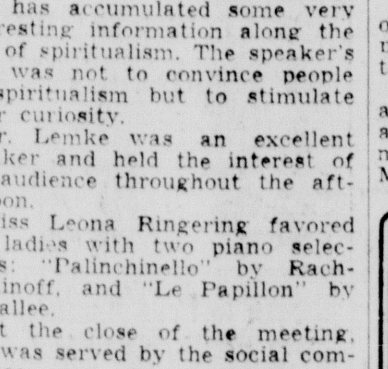 has accumulated some very
resting information along the
of spiritualism. The speaker's
was not to convince people
spiritualism but to stimulate
r curiosity.
r. Lemke was an excellent
ker and held the interest of
audience throughout the aft-
oon.
iss Leona Ringering favored
ladies with two piano selec-
s: "Palinchinello" by Rach-
inoff, and "Le Papillon" by
allee.
t the close of the meeting,
was served by the social com-